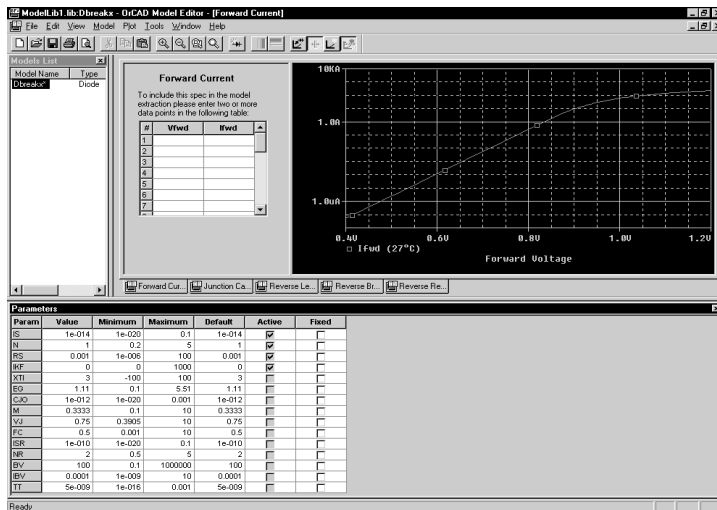 ModelLib1.lib:Dbreakx - OrCAD Model Editor - [Forward Current]
File Edit View Model Plot Tools Window Help
Models List
Model Name Type
Dbreakx* Diode
Forward Current
To include this spec in the model
extraction please enter two or more
data points in the following table:
# Vfwd Ifwd
1
2
3
4
5
6
7
10KA
1.0A
1.0uA
0.4V 0.6V 0.8V 1.0V 1.2V
Ifwd (27°C)
Forward Voltage
Forward Cur... Junction Ca... Reverse Le... Reverse Br... Reverse Re...
Parameters
Param Value Minimum Maximum Default Active Fixed
IS 1e-014 1e-020 0.1 1e-014
N 1 0.2 5 1
RS 0.001 1e-006 100 0.001
IKF 0 0 1000 0
XTI 3 -100 100 3
EG 1.11 0.1 5.51 1.11
CJO 1e-012 1e-020 0.001 1e-012
M 0.3333 0.1 10 0.3333
VJ 0.75 0.3905 10 0.75
FC 0.5 0.001 10 0.5
ISR 1e-010 1e-020 0.1 1e-010
NR 2 0.5 5 2
BV 100 0.1 1000000 100
IBV 0.0001 1e-009 10 0.0001
TT 5e-009 1e-016 0.001 5e-009
Ready